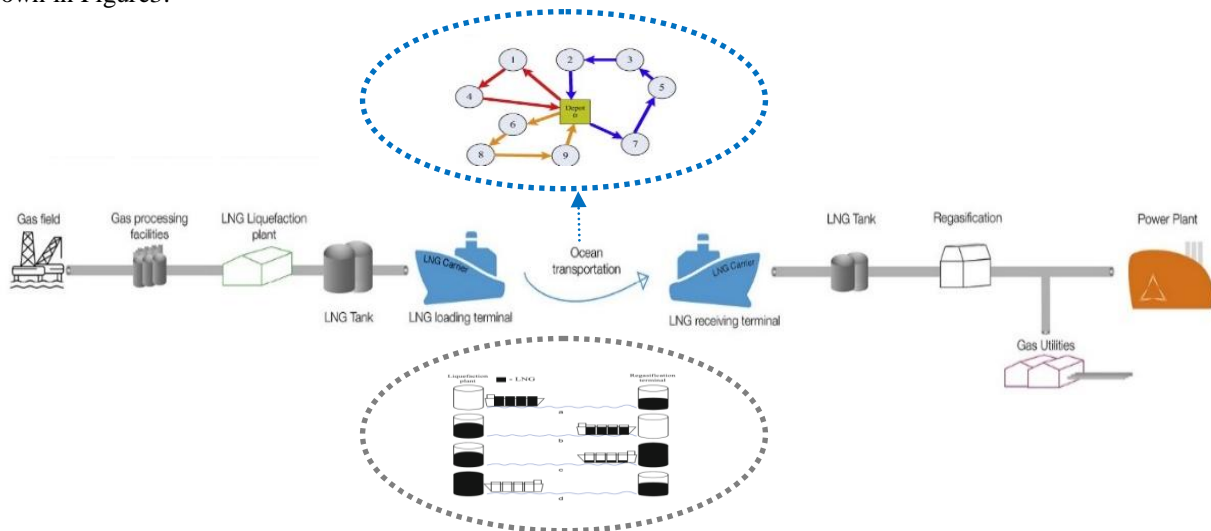 own in Figure3.
1
2
3
4
5
Depot
0
6
7
8
9
Gas field
Gas processing
facilities
LNG Liquefaction
plant
LNG Tank
LNG Carrier
LNG loading terminal
Ocean
transportation
LNG Carrier
LNG receiving terminal
LNG Tank
Regasification
Power Plant
Gas Utilities
Liquefaction
plant
- LNG
Regasification
terminal
a
b
c
d